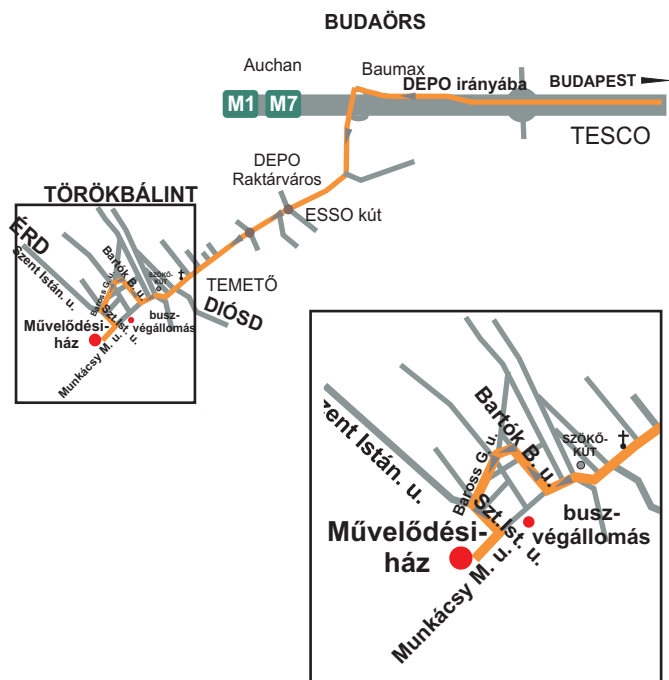 BUDAÖRS
Auchan
Baumax
DEPO irányába
BUDAPEST
M1 M7
TESCO
DEPO
Raktárváros
ESSO kút
TÖRÖKBÁLINT
ÉRD
Szent Istán. u.
Bartók B. u.
Baross G. u.
SZÖKŐ-
KÚT
TEMETŐ
DIÓSD
Szt.Ist. u.
busz-
végállomás
Művelődési-
ház
Munkácsy M. u.
zent Istán. u.
Bartók B. u.
Baross G. u.
SZÖKŐ-
KÚT
Szt.Ist. u.
busz-
végállomás
Művelődési-
ház
Munkácsy M. u.